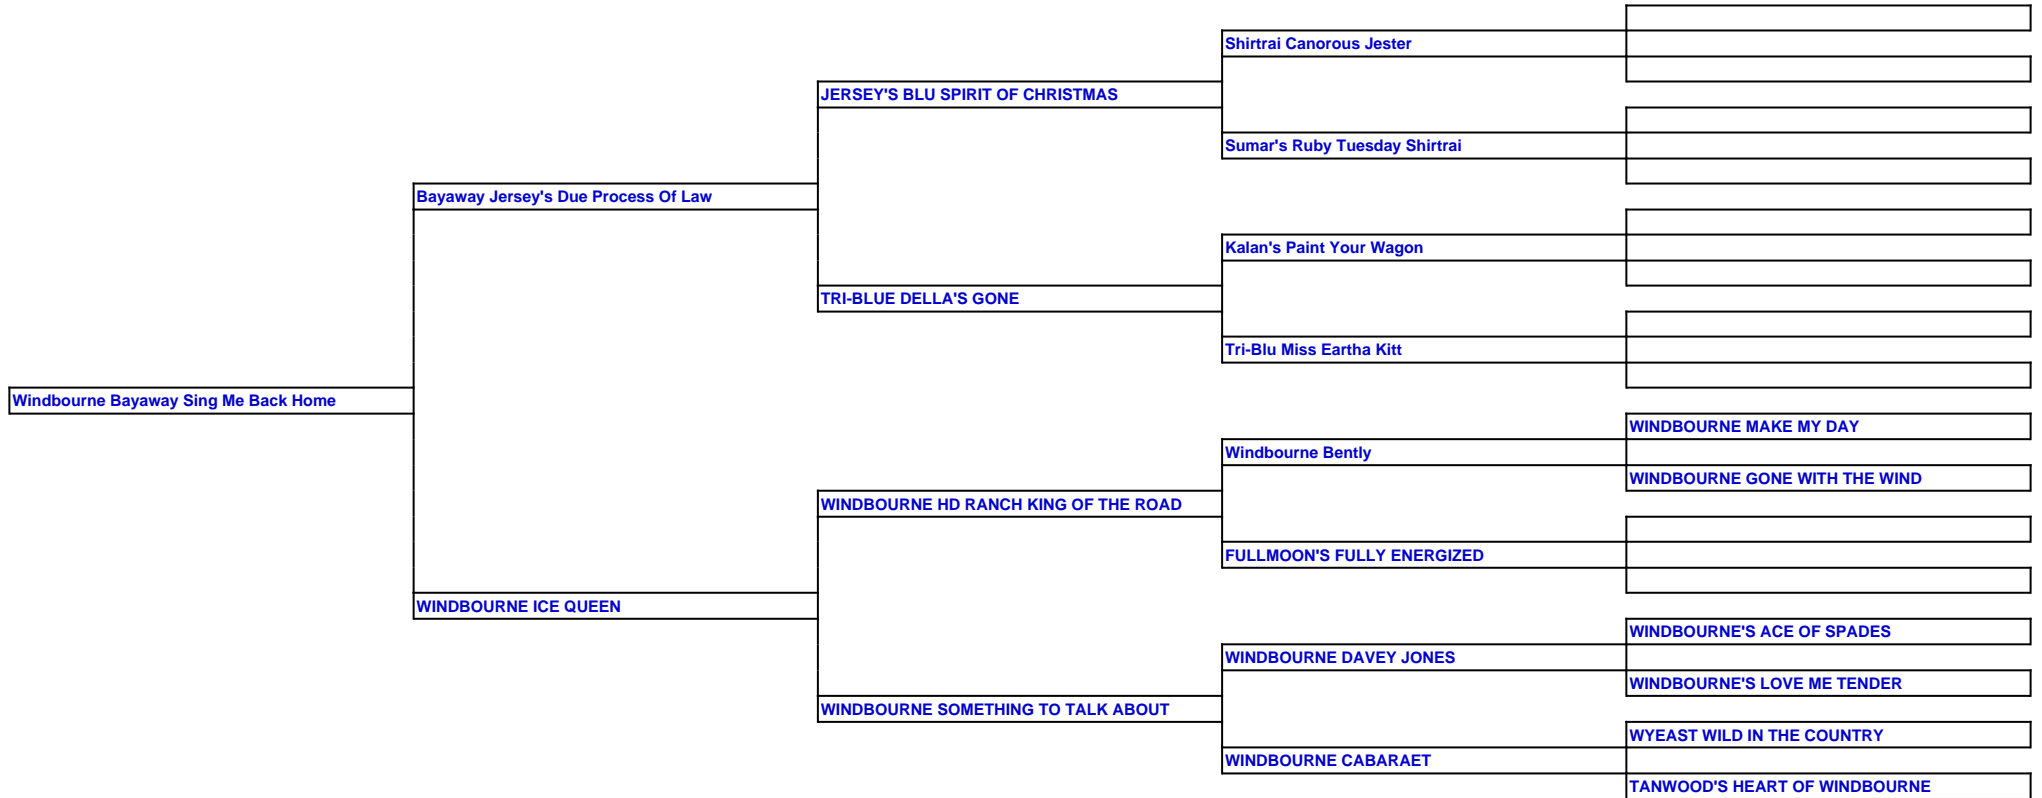 Shirtrai Canorous Jester
JERSEY'S BLU SPIRIT OF CHRISTMAS
Sumar's Ruby Tuesday Shirtrai
Bayaway Jersey's Due Process Of Law
Kalan's Paint Your Wagon
TRI-BLUE DELLA'S GONE
Tri-Blu Miss Eartha Kitt
Windbourne Bayaway Sing Me Back Home
WINDBOURNE MAKE MY DAY
Windbourne Bently
WINDBOURNE GONE WITH THE WIND
WINDBOURNE HD RANCH KING OF THE ROAD
FULLMOON'S FULLY ENERGIZED
WINDBOURNE ICE QUEEN
WINDBOURNE'S ACE OF SPADES
WINDBOURNE DAVEY JONES
WINDBOURNE'S LOVE ME TENDER
WINDBOURNE SOMETHING TO TALK ABOUT
WYEAST WILD IN THE COUNTRY
WINDBOURNE CABARAET
TANWOOD'S HEART OF WINDBOURNE